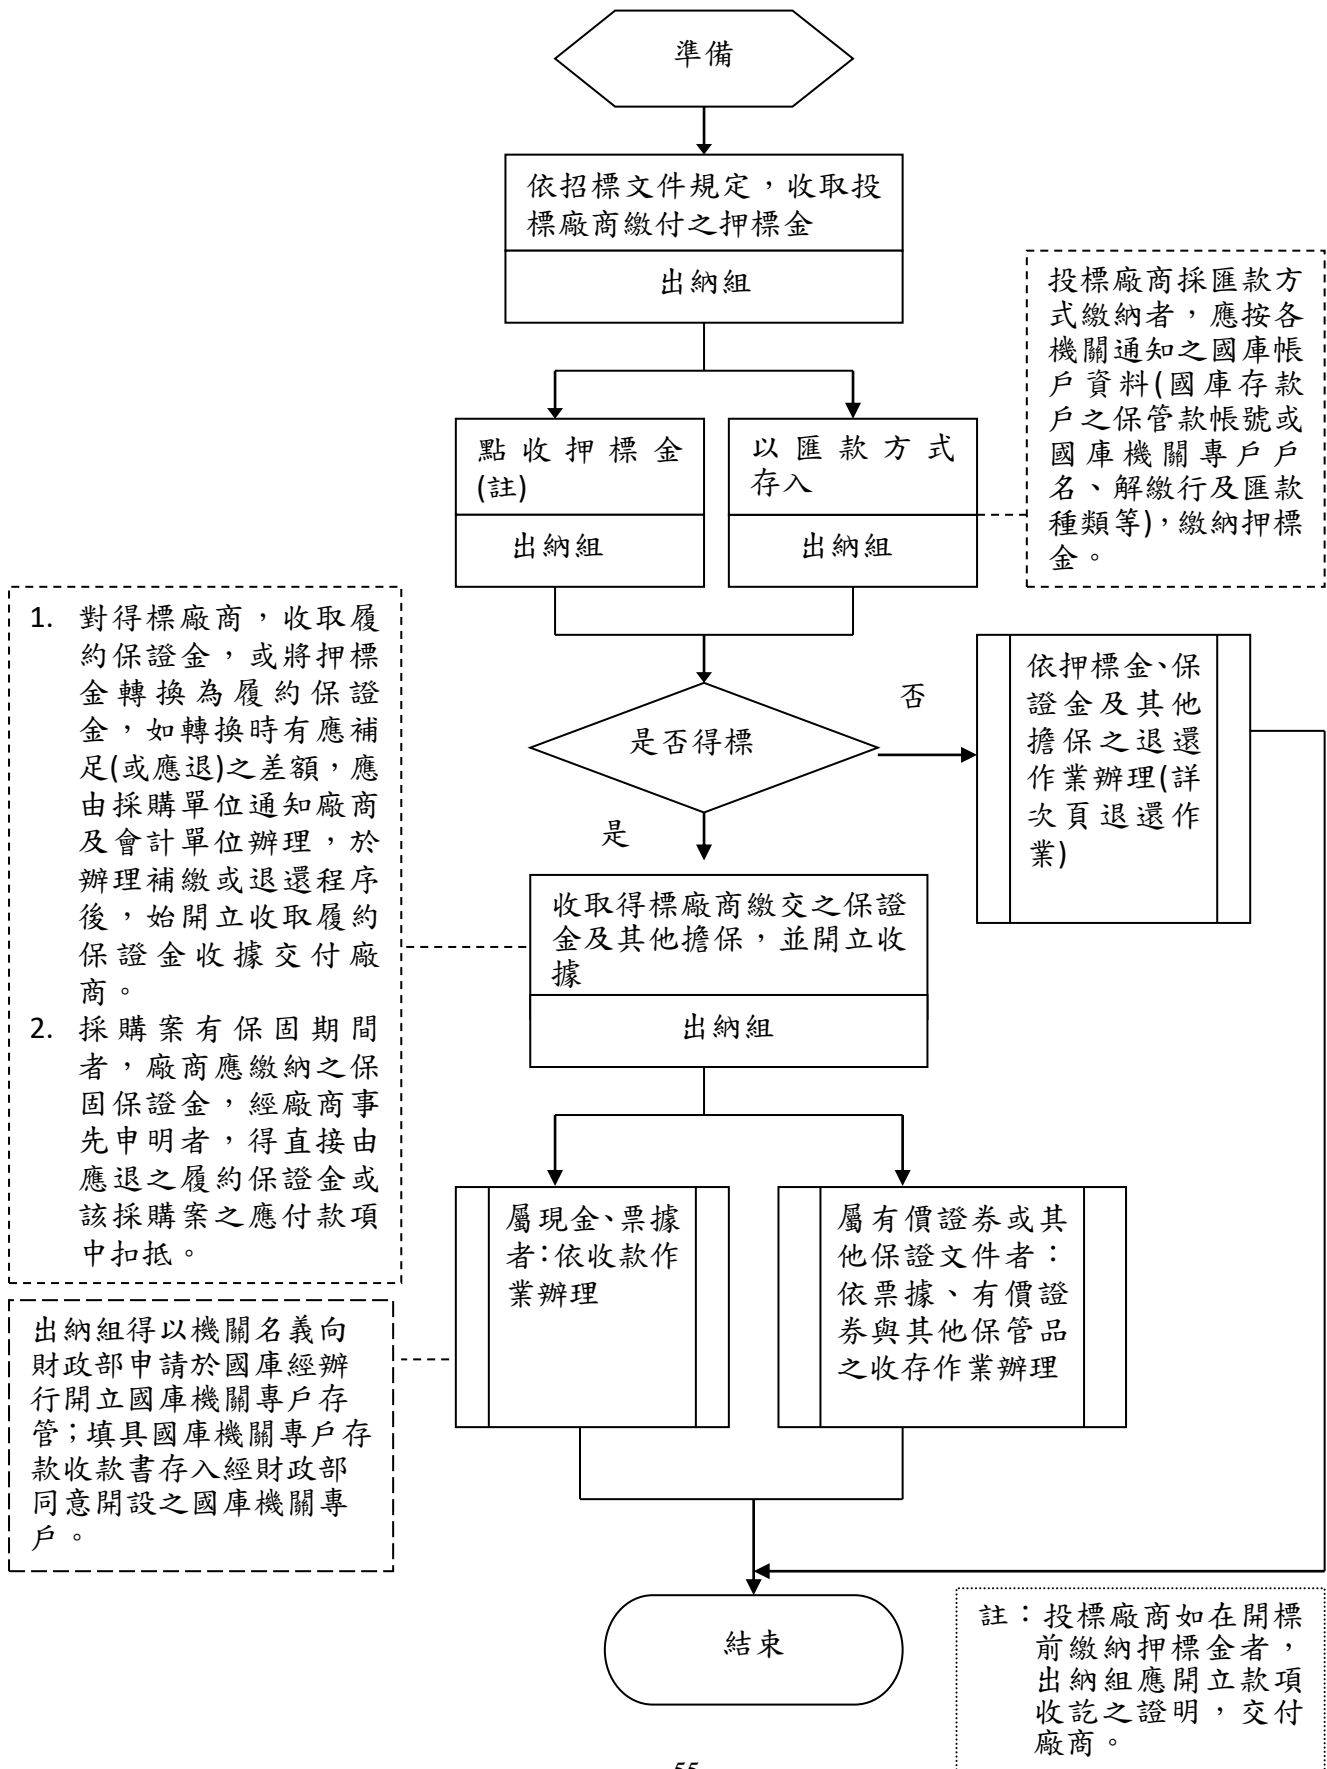 準備
依招標文件規定，收取投
標廠商繳付之押標金
出納組
投標廠商採匯款方
式繳納者，應按各
機關通知之國庫帳
戶資料(國庫存款
戶之保管款帳號或
國庫機關專戶戶
名、解繳行及匯款
種類等)，繳納押標
金。
點收押標金
(註)
出納組
以匯款方式
存入
出納組
1. 對得標廠商，收取履
約保證金，或將押標
金轉換為履約保證
金，如轉換時有應補
足(或應退)之差額，應
由採購單位通知廠商
及會計單位辦理，於
辦理補繳或退還程序
後，始開立收取履約
保證金收據交付廠
商。
2. 採購案有保固期間
者，廠商應繳納之保
固保證金，經廠商事
先申明者，得直接由
應退之履約保證金或
該採購案之應付款項
中扣抵。
是否得標
否
是
依押標金、保
證金及其他
擔保之退還
作業辦理(詳
次頁退還作
業)
收取得標廠商繳交之保證
金及其他擔保，並開立收
據
出納組
屬現金、票據
者：依收款作
業辦理
屬有價證券或其
他保證文件者：
依票據、有價證
券與其他保管品
之收存作業辦理
出納組得以機關名義向
財政部申請於國庫經辦
行開立國庫機關專戶存
管；填具國庫機關專戶存
款收款書存入經財政部
同意開設之國庫機關專
戶。
結束
註：投標廠商如在開標
前繳納押標金者，
出納組應開立款項
收訖之證明，交付
廠商。
55